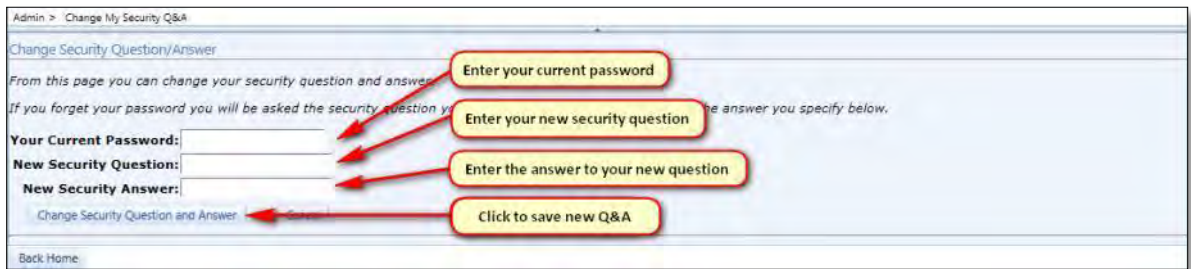 Admin > Change My Security Q&A
Change Security Question/Answer
From this page you can change your security question and answer
Enter your current password
If you forget your password you will be asked the security question
he answer you specify below.
Enter your new security question
Your Current Password:
New Security Question:
Enter the answer to your new question
New Security Answer:
Change Security Question and Answer
Click to save new Q&A
Back Home